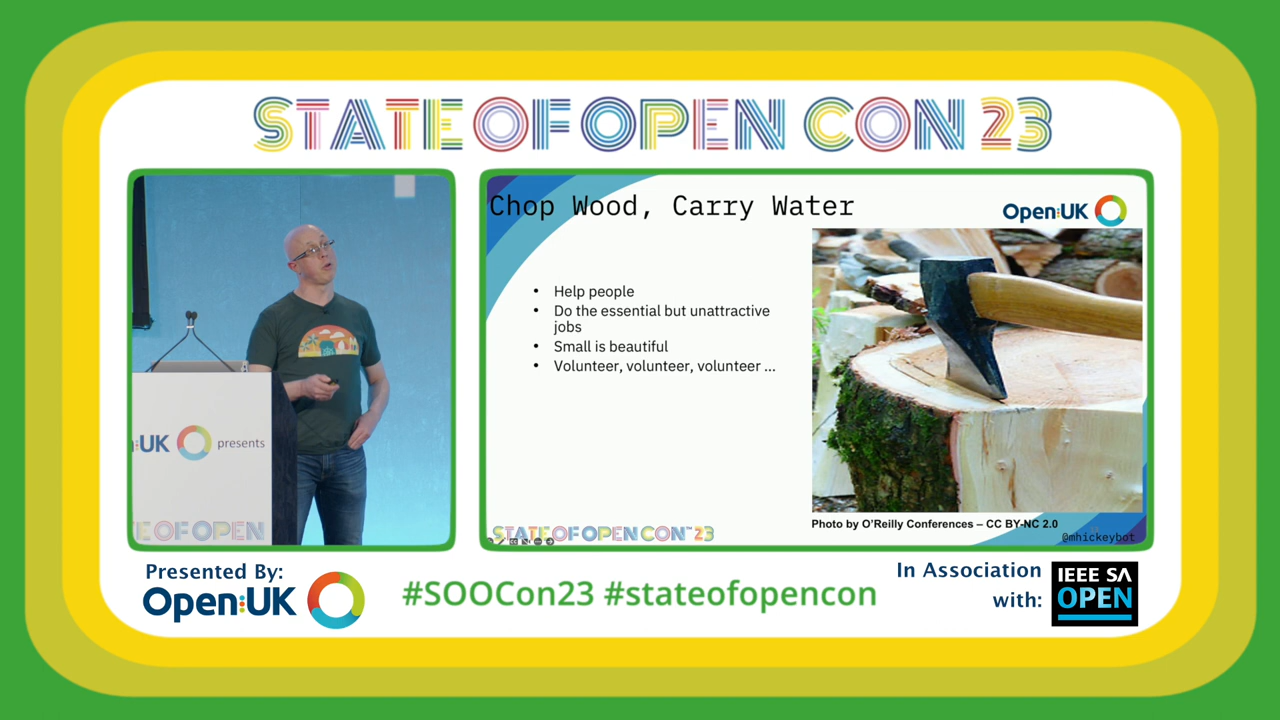 STATE OF OPEN CON 23
:UK presents
E OF OPEN
Chop Wood, Carry Water
Open:UK
• Help people
• Do the essential but unattractive
jobs
• Small is beautiful
• Volunteer, volunteer, volunteer ...
Photo by O'Reilly Conferences – CC BY-NC 2.0
@mhickeybot
STATE OF OPEN CON™ 23
Presented By:
Open:UK
#SOOCon23 #stateofopencon
In Association
with:
IEEE SA
OPEN